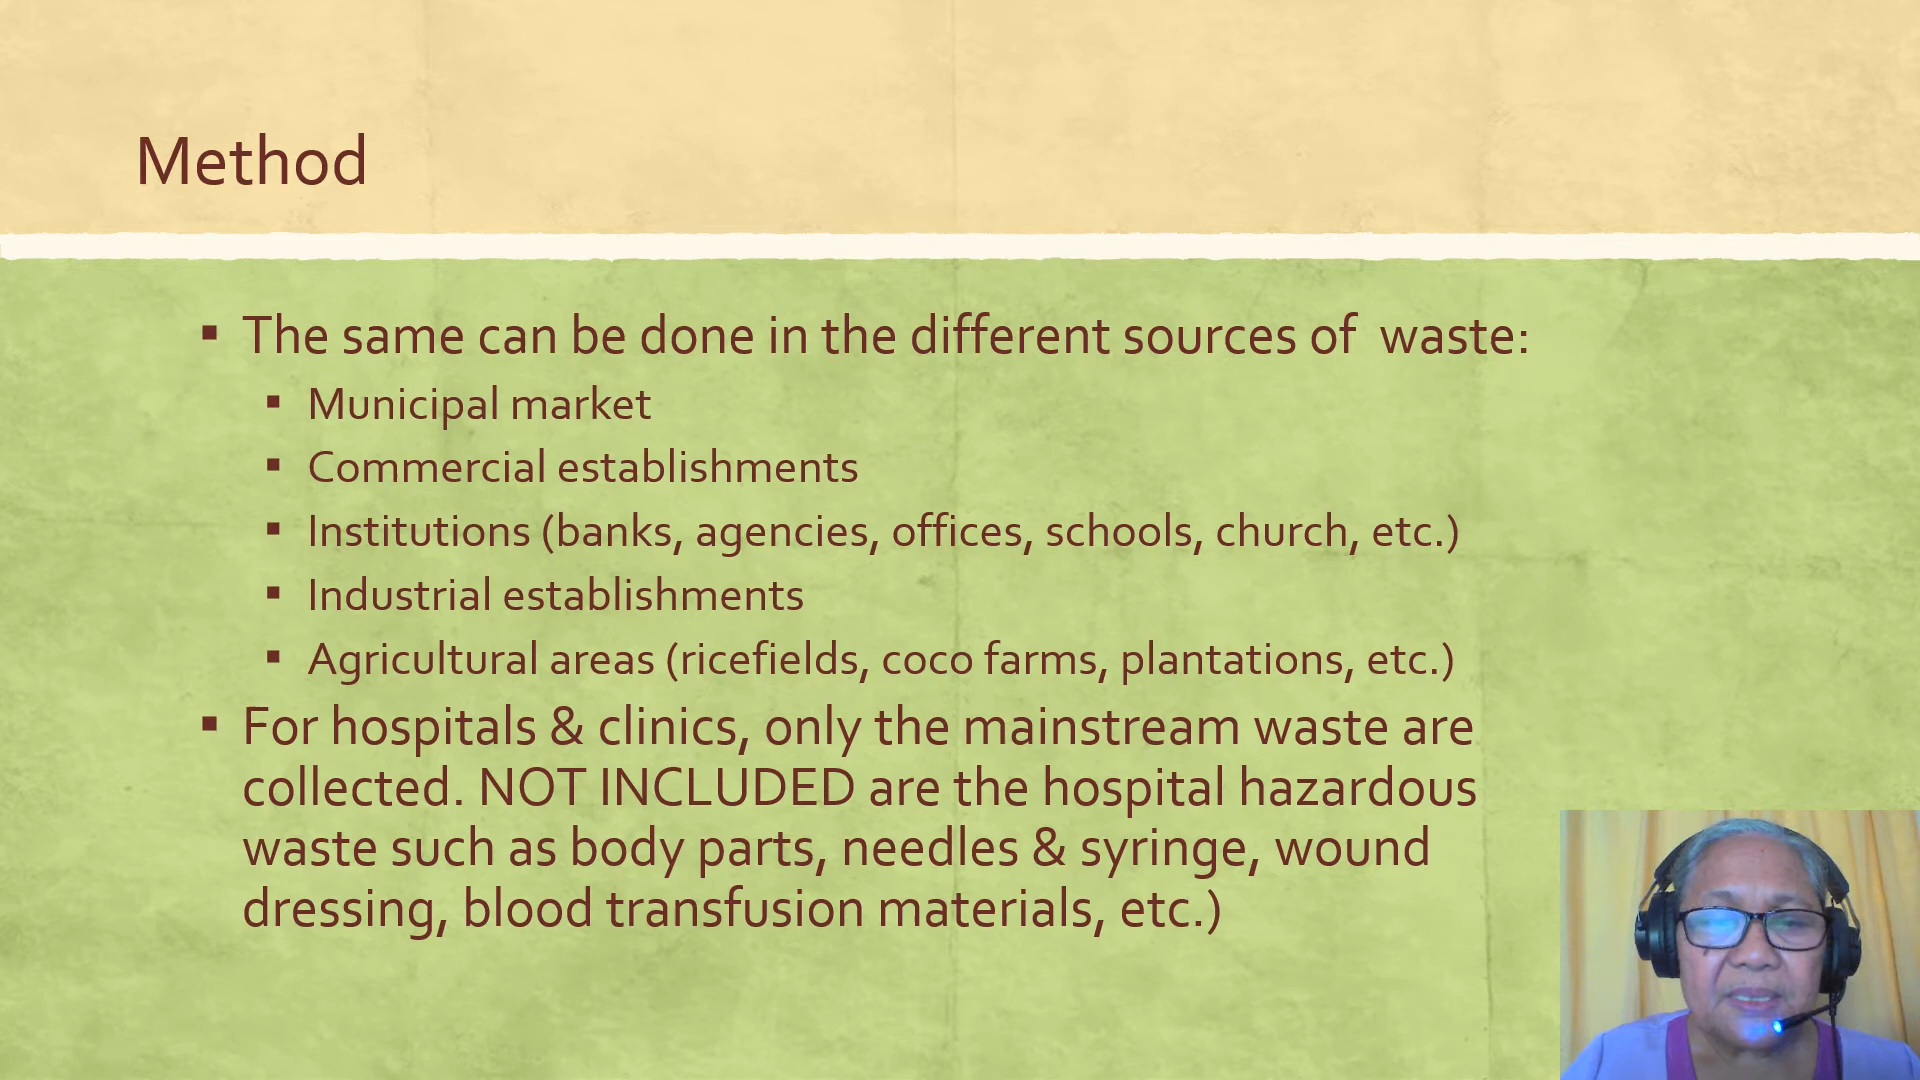 Method
▪ The same can be done in the different sources of  waste:
▪ Municipal market
▪ Commercial establishments
▪ Institutions (banks, agencies, offices, schools, church, etc.)
▪ Industrial establishments
▪ Agricultural areas (ricefields, coco farms, plantations, etc.)
▪ For hospitals & clinics, only the mainstream waste are
collected. NOT INCLUDED are the hospital hazardous
waste such as body parts, needles & syringe, wound
dressing, blood transfusion materials, etc.)